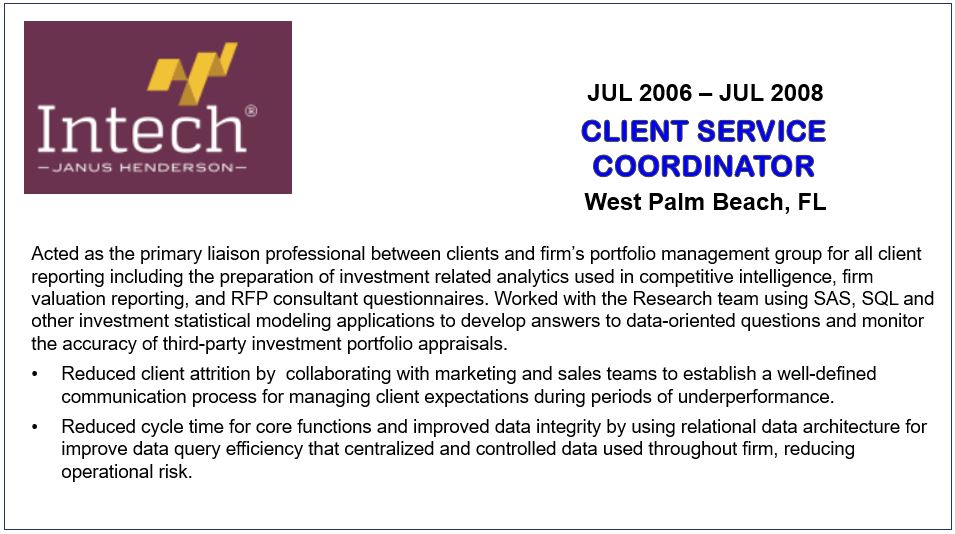 Intech®
—JANUS HENDERSON—
JUL 2006 – JUL 2008
CLIENT SERVICE
COORDINATOR
West Palm Beach, FL
Acted as the primary liaison professional between clients and firm’s portfolio management group for all client
reporting including the preparation of investment related analytics used in competitive intelligence, firm
valuation reporting, and RFP consultant questionnaires. Worked with the Research team using SAS, SQL and
other investment statistical modeling applications to develop answers to data-oriented questions and monitor
the accuracy of third-party investment portfolio appraisals.
• Reduced client attrition by  collaborating with marketing and sales teams to establish a well-defined
communication process for managing client expectations during periods of underperformance.
• Reduced cycle time for core functions and improved data integrity by using relational data architecture for
improve data query efficiency that centralized and controlled data used throughout firm, reducing
operational risk.